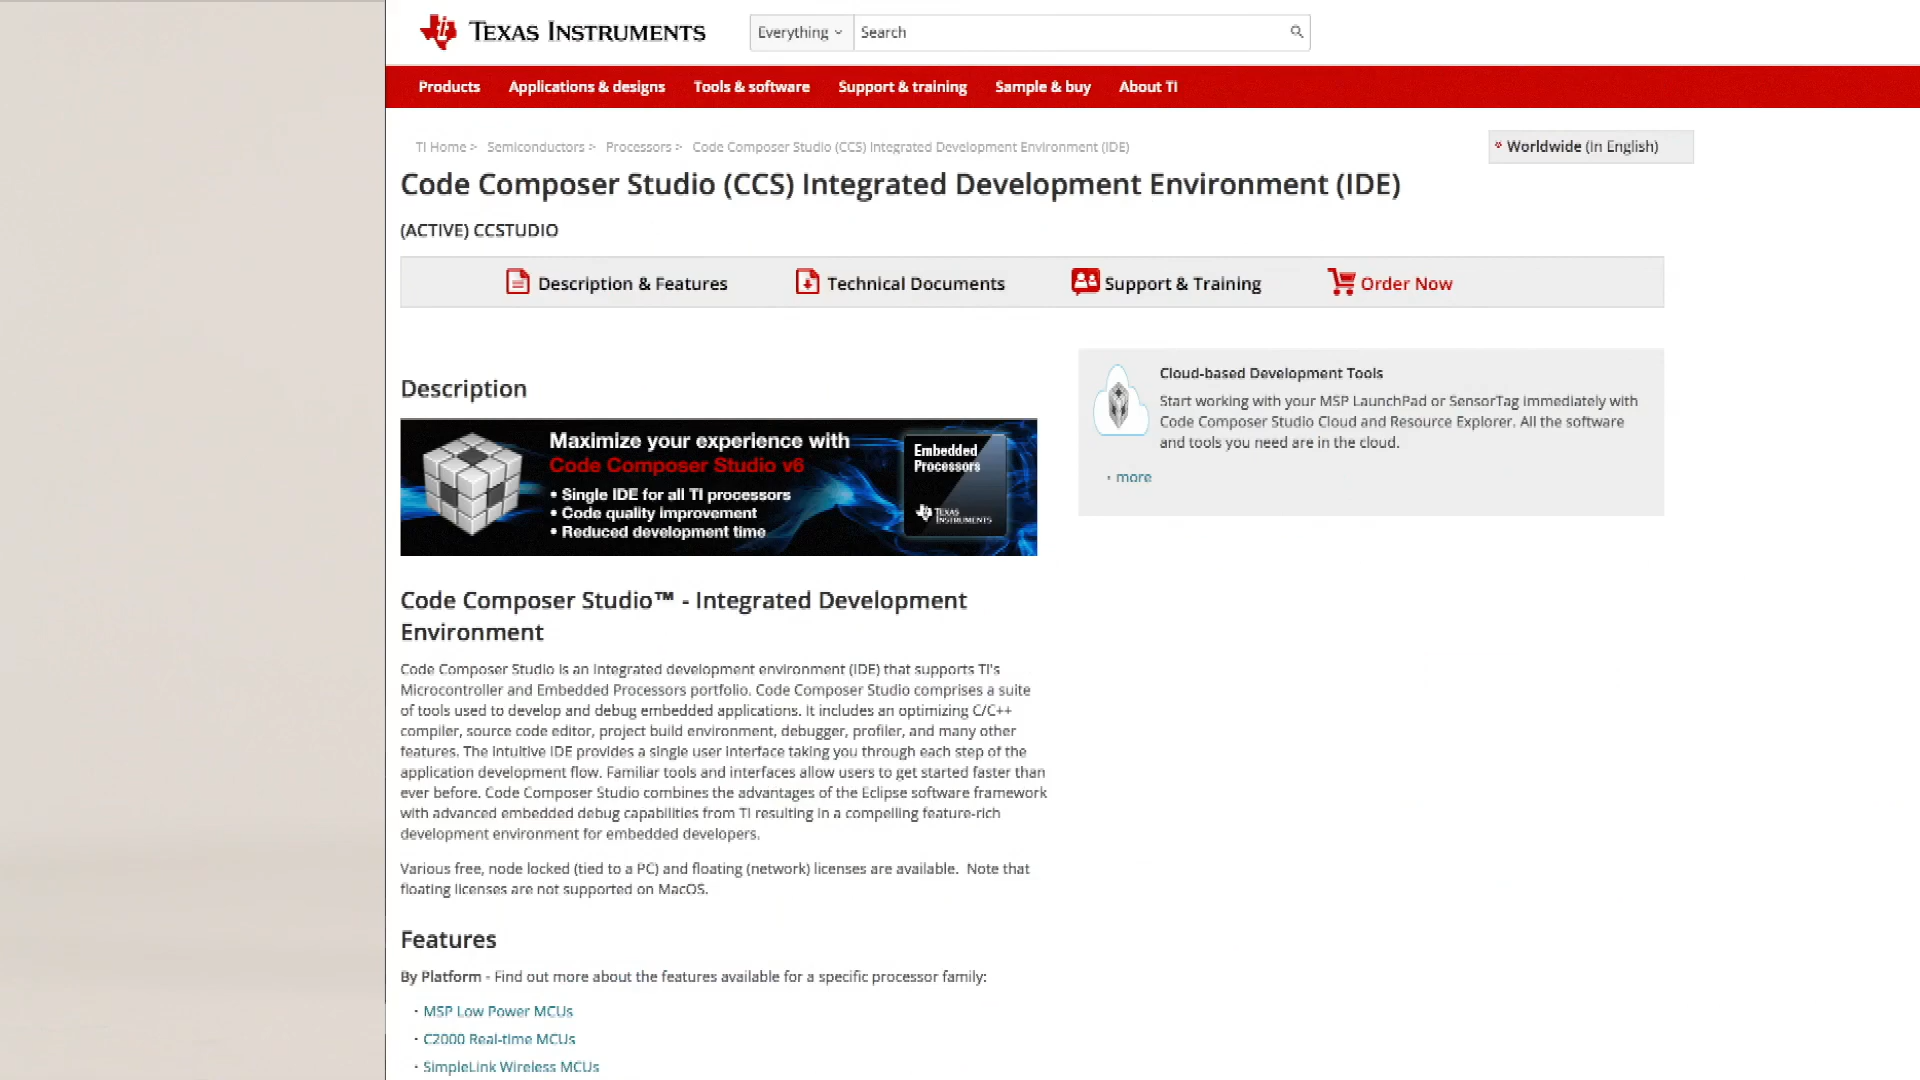 TEXAS INSTRUMENTS
Everything
Search
Products
Applications & designs
Tools & software
Support & training
Sample & buy
About TI
TI Home > Semiconductors > Processors > Code Composer Studio (CCS) Integrated Development Environment (IDE)
Worldwide (In English)
Code Composer Studio (CCS) Integrated Development Environment (IDE)
(ACTIVE) CCSTUDIO
Description & Features
Technical Documents
Support & Training
Order Now
Description
Maximize your experience with
Code Composer Studio v6
• Single IDE for all TI processors
• Code quality improvement
• Reduced development time
Embedded
Processors
TEXAS
INSTRUMENTS
Cloud-based Development Tools
Start working with your MSP LaunchPad or SensorTag immediately with
Code Composer Studio Cloud and Resource Explorer. All the software
and tools you need are in the cloud.
more
Code Composer Studio™ - Integrated Development
Environment
Code Composer Studio is an integrated development environment (IDE) that supports TI's
Microcontroller and Embedded Processors portfolio. Code Composer Studio comprises a suite
of tools used to develop and debug embedded applications. It includes an optimizing C/C++
compiler, source code editor, project build environment, debugger, profiler, and many other
features. The intuitive IDE provides a single user interface taking you through each step of the
application development flow. Familiar tools and interfaces allow users to get started faster than
ever before. Code Composer Studio combines the advantages of the Eclipse software framework
with advanced embedded debug capabilities from TI resulting in a compelling feature-rich
development environment for embedded developers.
Various free, node locked (tied to a PC) and floating (network) licenses are available. Note that
floating licenses are not supported on MacOS.
Features
By Platform - Find out more about the features available for a specific processor family:
MSP Low Power MCUs
C2000 Real-time MCUs
SimpleLink Wireless MCUs